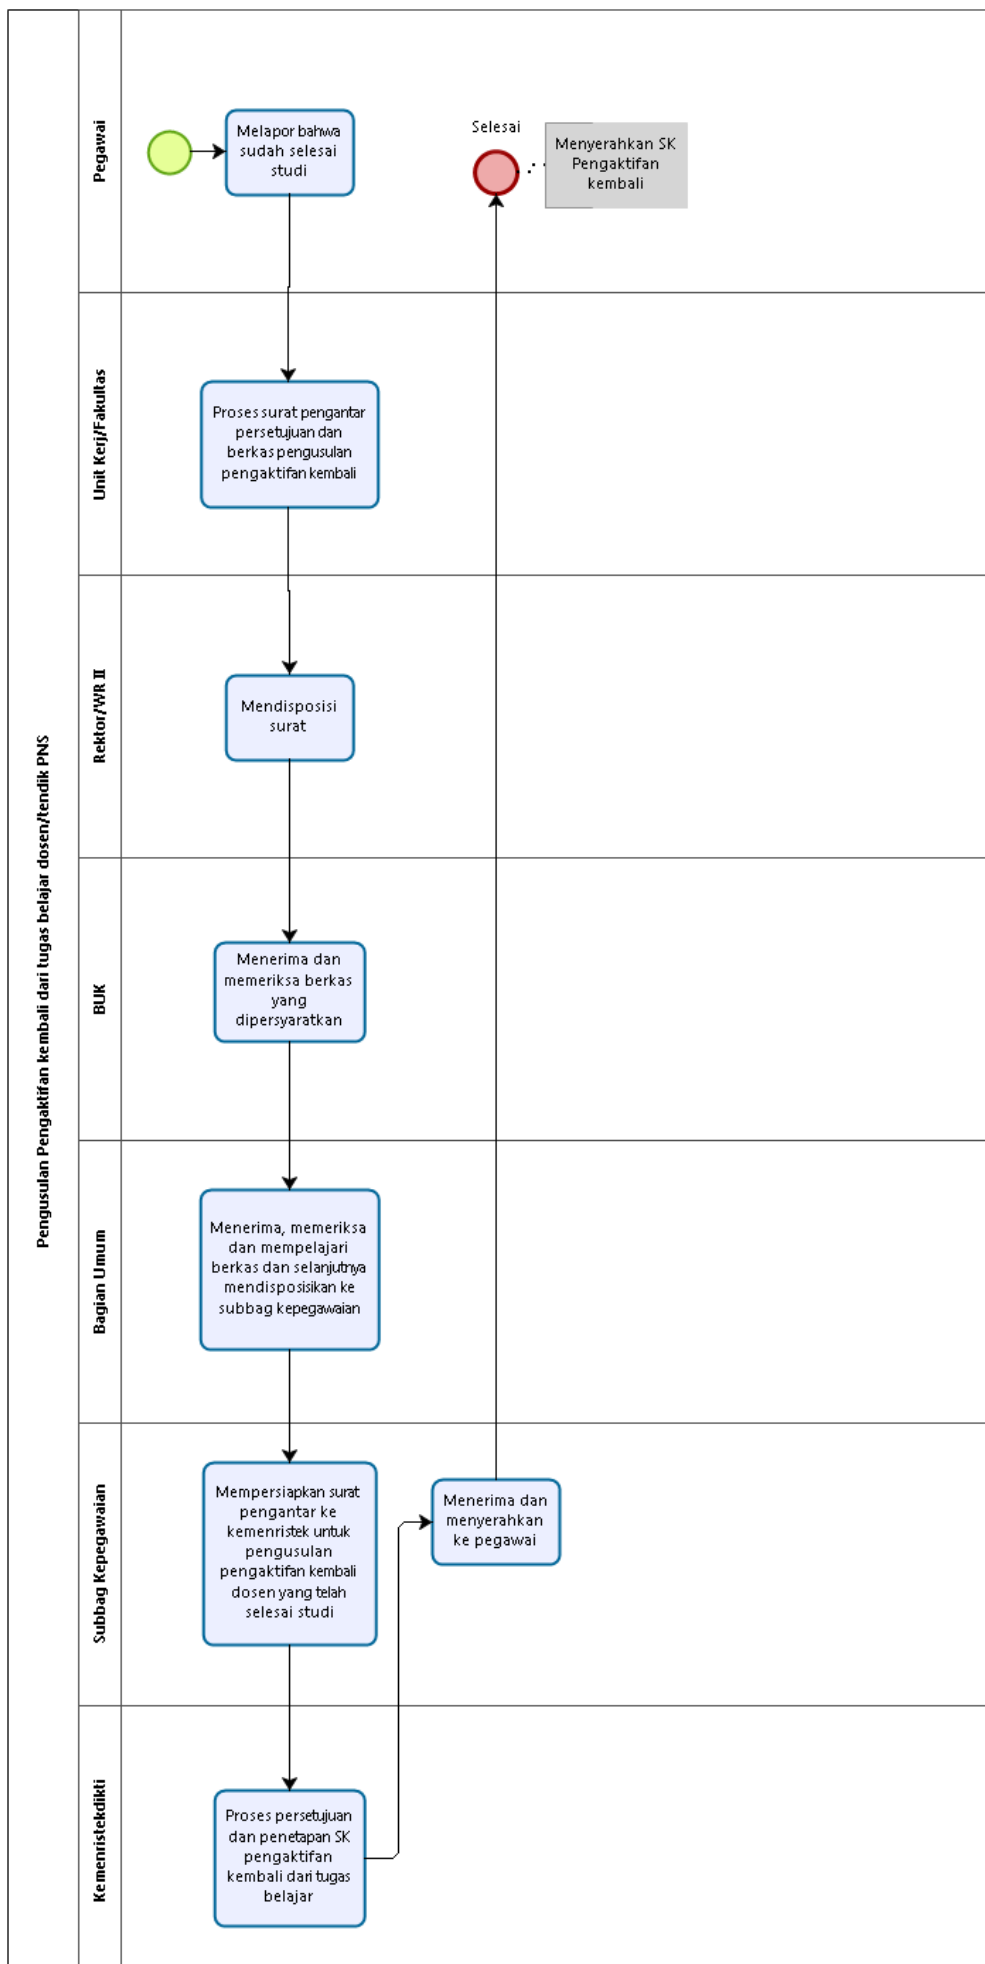 Pengusulan Pengaktifan kembali dari tugas belajar dosen/tendik PNS
Pegawai
Melapor bahwa
sudah selesai
studi
Selesai
Menyerahkan SK
Pengaktifan
kembali
Unit Kerj/Fakultas
Proses surat pengantar
persetujuan dan
berkas pengusulan
pengaktifan kembali
Rektor/WR II
Mendisposisi
surat
BUK
Menerima dan
memeriksa berkas
yang
dipersyaratkan
Bagian Umum
Menerima, memeriksa
dan mempelajari
berkas dan selanjutnya
mendisposisikan ke
subbag kepegawaian
Subbag Kepegawaian
Mempersiapkan surat
pengantar ke
kemenristek untuk
pengusulan
pengaktifan kembali
dosen yang telah
selesai studi
Menerima dan
menyerahkan
ke pegawai
Kemenristekdikti
Proses persetujuan
dan penetapan SK
pengaktifan
kembali dari tugas
belajar